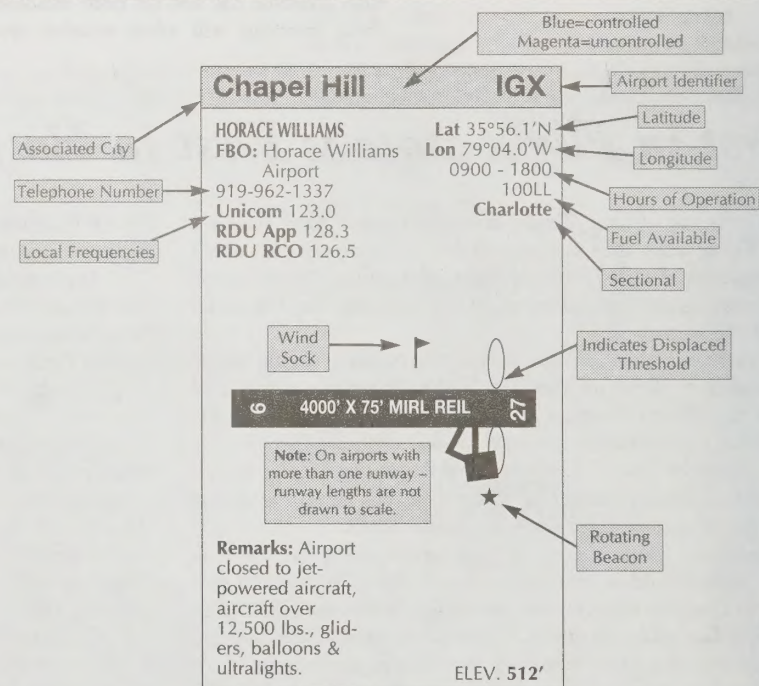 Blue=controlled
Magenta=uncontrolled
Chapel Hill IGX
Airport Identifier
Associated City
HORACE WILLIAMS
FBO: Horace Williams
Airport
Telephone Number
919-962-1337
Unicom 123.0
RDU App 128.3
RDU RCO 126.5
Local Frequencies
Lat 35°56.1'N
Lon 79°04.0'W
0900 - 1800
100LL
Charlotte
Latitude
Longitude
Hours of Operation
Fuel Available
Sectional
Wind
Sock
Indicates Displaced
Threshold
9 4000' X 75' MIRL REIL 27
Note: On airports with
more than one runway –
runway lengths are not
drawn to scale.
Rotating
Beacon
Remarks: Airport
closed to jet-
powered aircraft,
aircraft over
12,500 lbs., glid-
ers, balloons &
ultralights.
ELEV. 512'